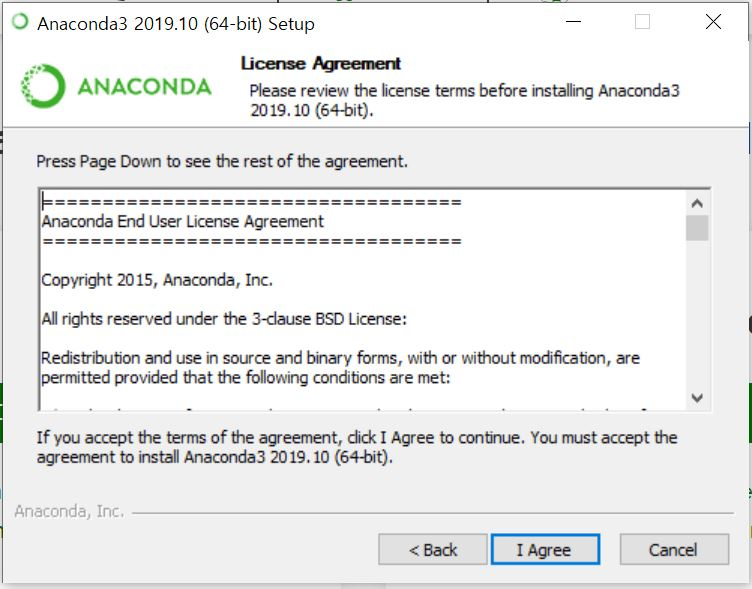 Anaconda3 2019.10 (64-bit) Setup
ANACONDA
License Agreement
Please review the license terms before installing Anaconda3
2019.10 (64-bit).
Press Page Down to see the rest of the agreement.
===================================
Anaconda End User License Agreement
===================================
Copyright 2015, Anaconda, Inc.
All rights reserved under the 3-clause BSD License:
Redistribution and use in source and binary forms, with or without modification, are
permitted provided that the following conditions are met:
If you accept the terms of the agreement, click I Agree to continue. You must accept the
agreement to install Anaconda3 2019.10 (64-bit).
Anaconda, Inc.
< Back
I Agree
Cancel